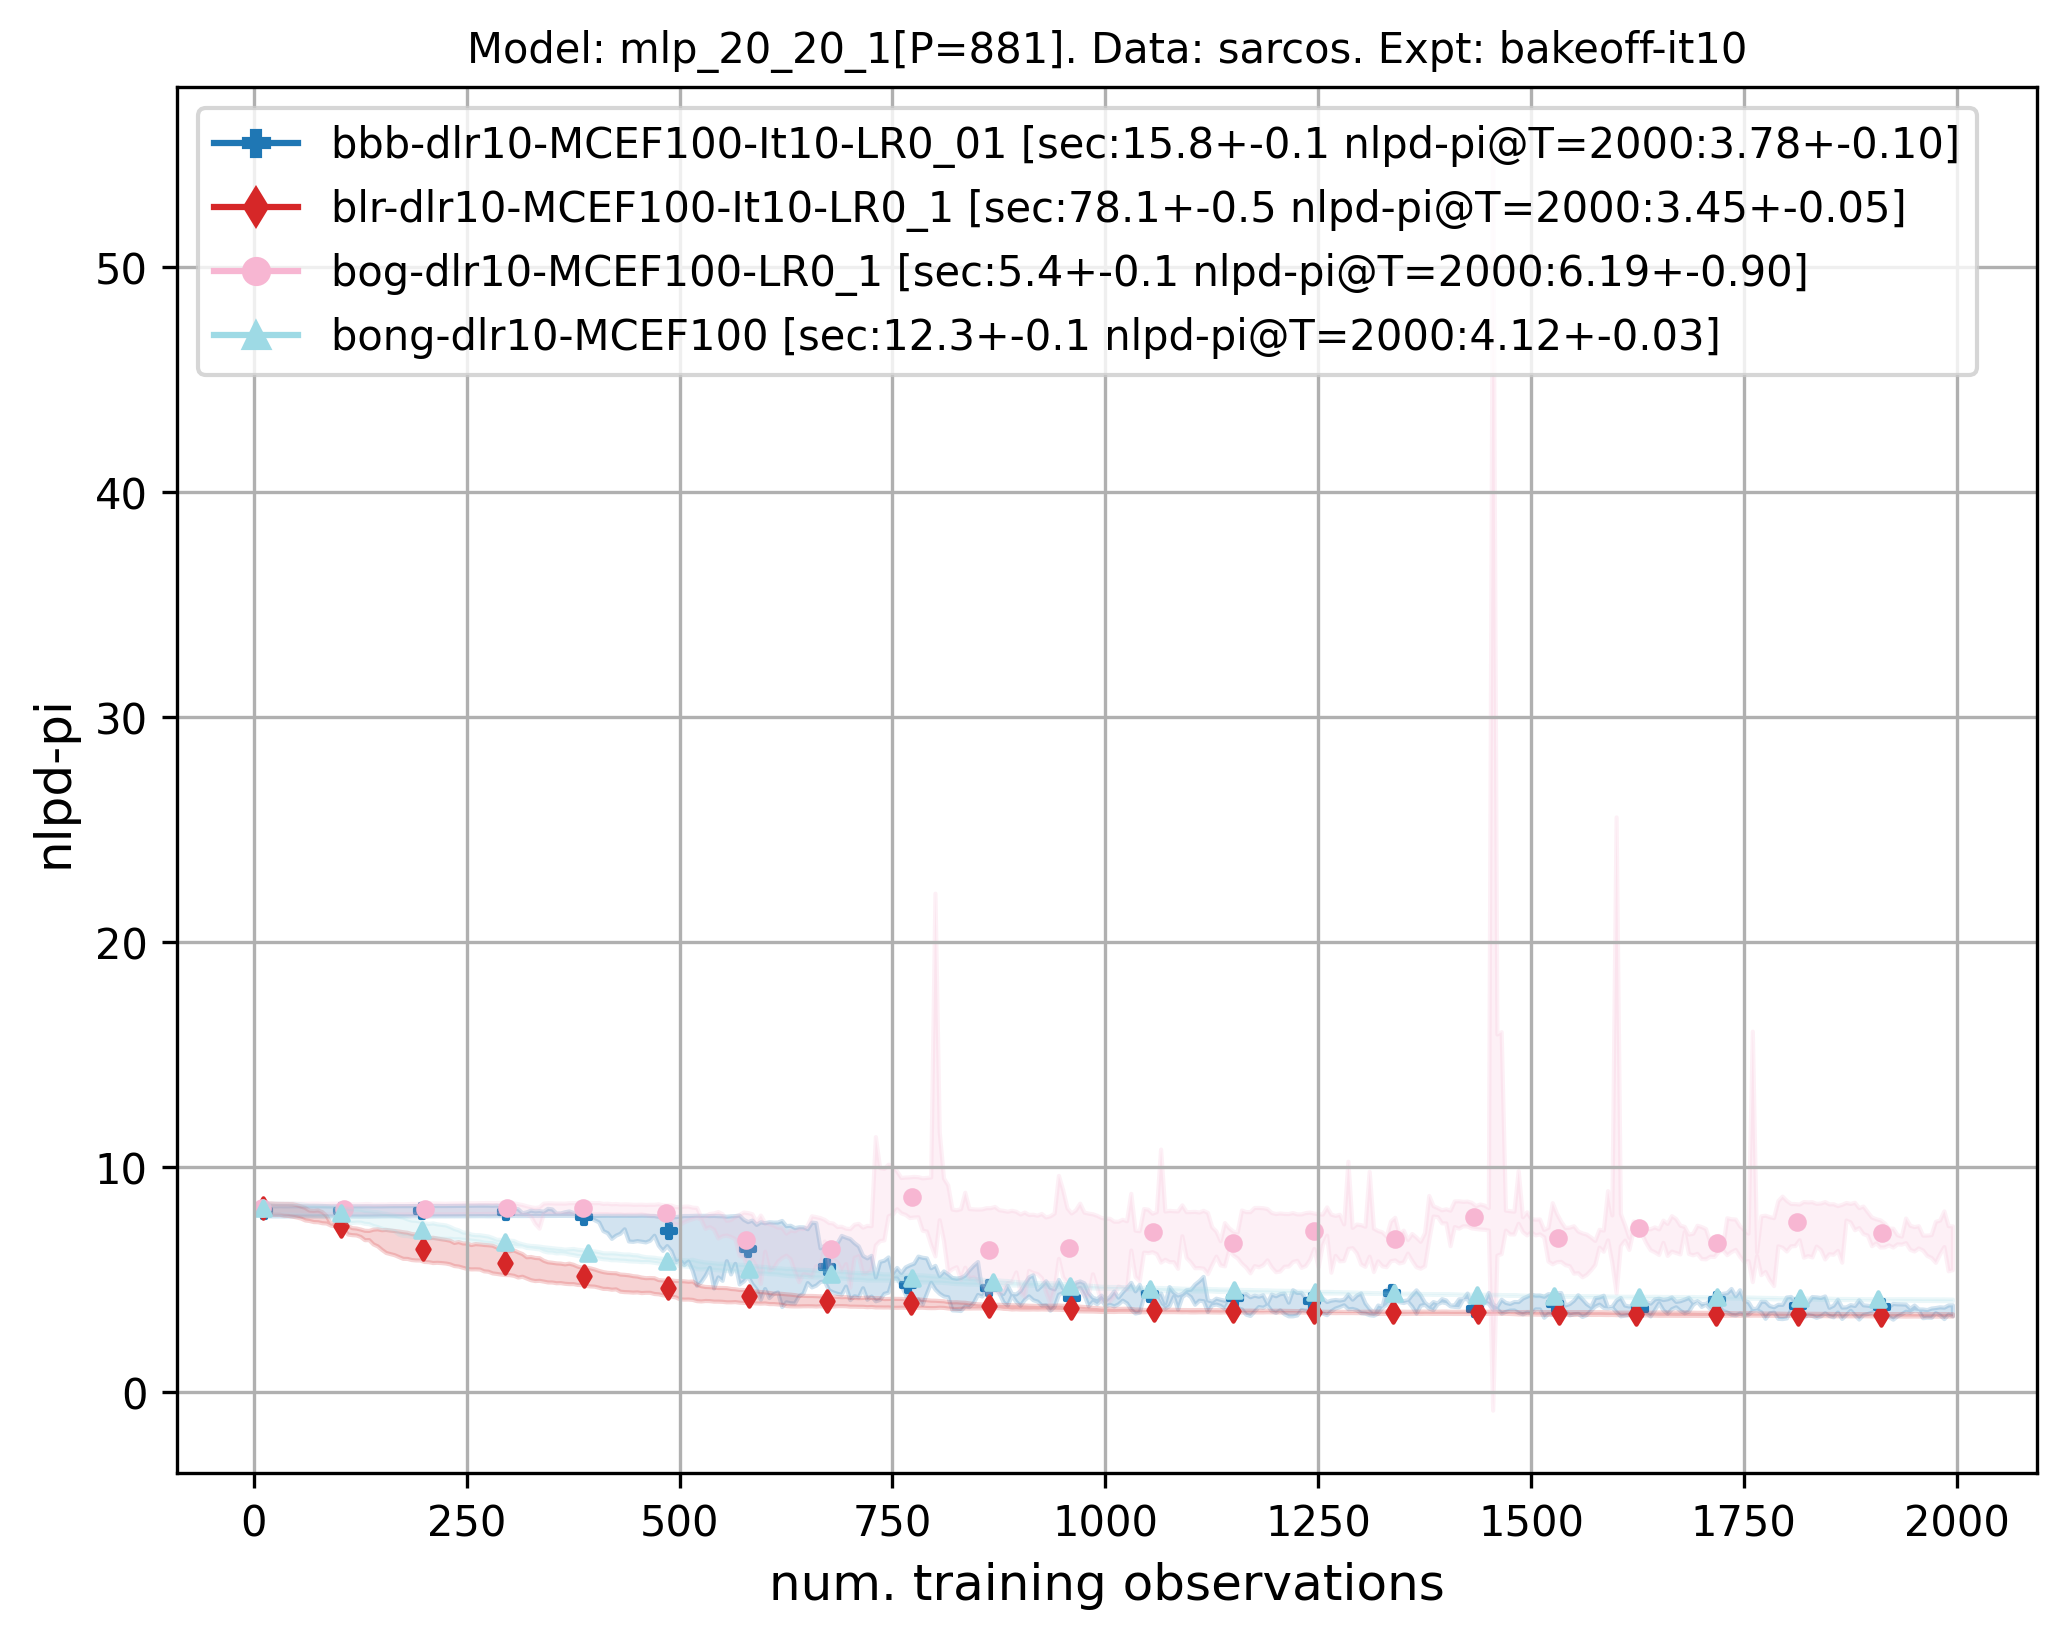 Model: mlp_20_20_1[P=881]. Data: sarcos. Expt: bakeoff-it10
bbb-dlr10-MCEF100-It10-LR0_01 [sec:15.8+-0.1 nlpd-pi@T=2000:3.78+-0.10]
blr-dlr10-MCEF100-It10-LR0_1 [sec:78.1+-0.5 nlpd-pi@T=2000:3.45+-0.05]
bog-dlr10-MCEF100-LR0_1 [sec:5.4+-0.1 nlpd-pi@T=2000:6.19+-0.90]
bong-dlr10-MCEF100 [sec:12.3+-0.1 nlpd-pi@T=2000:4.12+-0.03]
50
40
30
20
10
0
nlpd-pi
0 250 500 750 1000 1250 1500 1750 2000
num. training observations